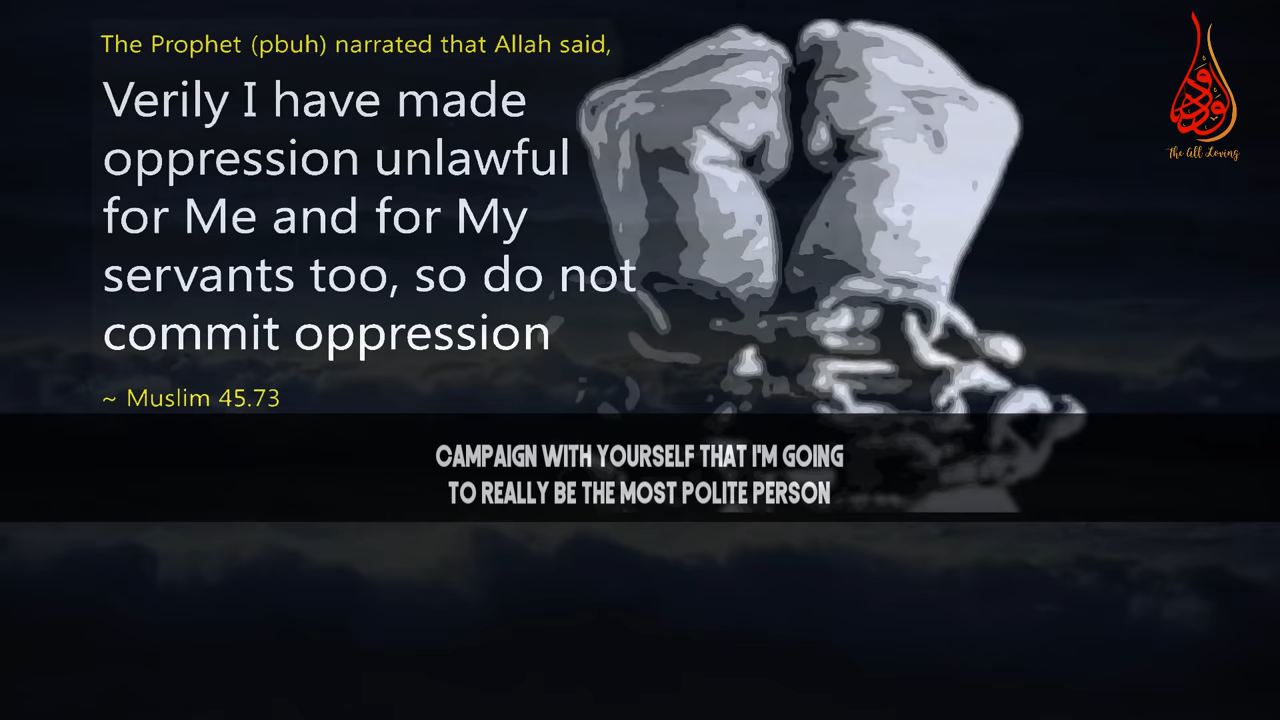 The Prophet (pbuh) narrated that Allah said,
Verily I have made
oppression unlawful
for Me and for My
servants too, so do not
commit oppression
~ Muslim 45.73
CAMPAIGN WITH YOURSELF THAT I'M GOING
TO REALLY BE THE MOST POLITE PERSON
الودود
The All Loving